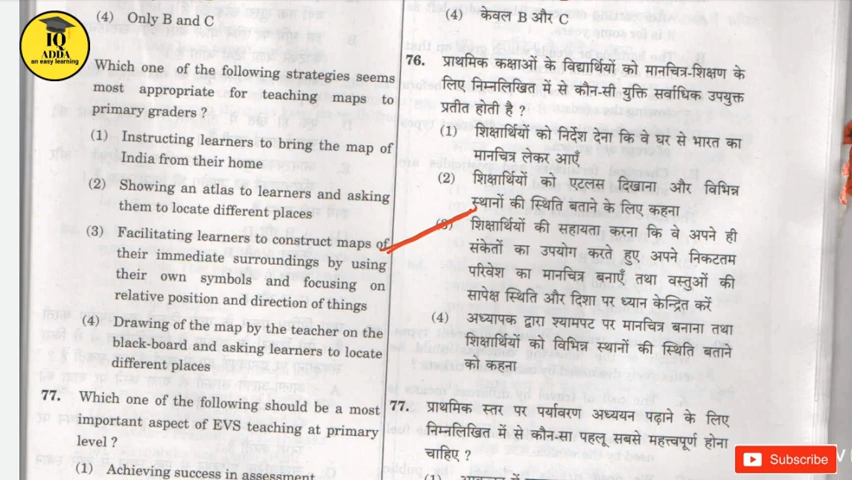 IQ
ADDA
an easy learning
(4) Only B and C
Which one of the following strategies seems
most appropriate for teaching maps to
primary graders ?
(1) Instructing learners to bring the map of
India from their home
(2) Showing an atlas to learners and asking
them to locate different places
(3) Facilitating learners to construct maps of
their immediate surroundings by using
their own symbols and focusing on
relative position and direction of things
(4) Drawing of the map by the teacher on the
black-board and asking learners to locate
different places
77. Which one of the following should be a most
important aspect of EVS teaching at primary
level ?
(1) Achieving success in assessment
(4) केवल B और C
76. प्राथमिक कक्षाओं के विद्यार्थियों को मानचित्र-शिक्षण के
लिए निम्नलिखित में से कौन-सी युक्ति सर्वाधिक उपयुक्त
प्रतीत होती है ?
(1) शिक्षार्थियों को निर्देश देना कि वे घर से भारत का
मानचित्र लेकर आएँ
(2) शिक्षार्थियों को एटलस दिखाना और विभिन्न
स्थानों की स्थिति बताने के लिए कहना
(3) शिक्षार्थियों की सहायता करना कि वे अपने ही
संकेतों का उपयोग करते हुए अपने निकटतम
परिवेश का मानचित्र बनाएँ तथा वस्तुओं की
सापेक्ष स्थिति और दिशा पर ध्यान केन्द्रित करें
(4) अध्यापक द्वारा श्यामपट पर मानचित्र बनाना तथा
शिक्षार्थियों को विभिन्न स्थानों की स्थिति बताने
को कहना
77. प्राथमिक स्तर पर पर्यावरण अध्ययन पढ़ाने के लिए
निम्नलिखित में से कौन-सा पहलू सबसे महत्त्वपूर्ण होना
चाहिए ?
(1)
Subscribe